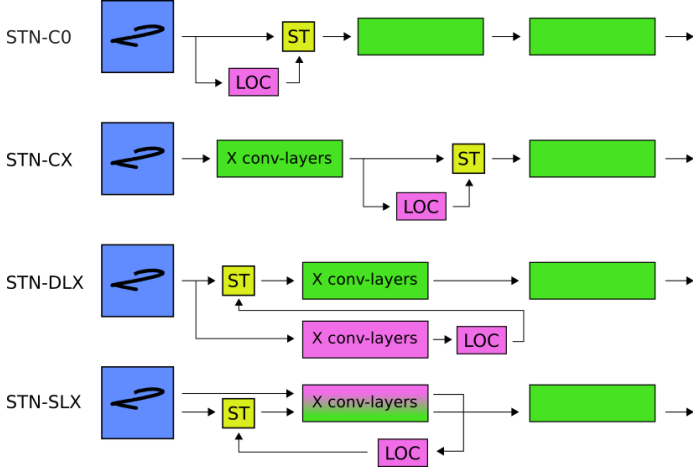 STN-C0
ST
LOC
STN-CX
X conv-layers
ST
LOC
STN-DLX
ST
X conv-layers
X conv-layers
LOC
STN-SLX
ST
X conv-layers
LOC